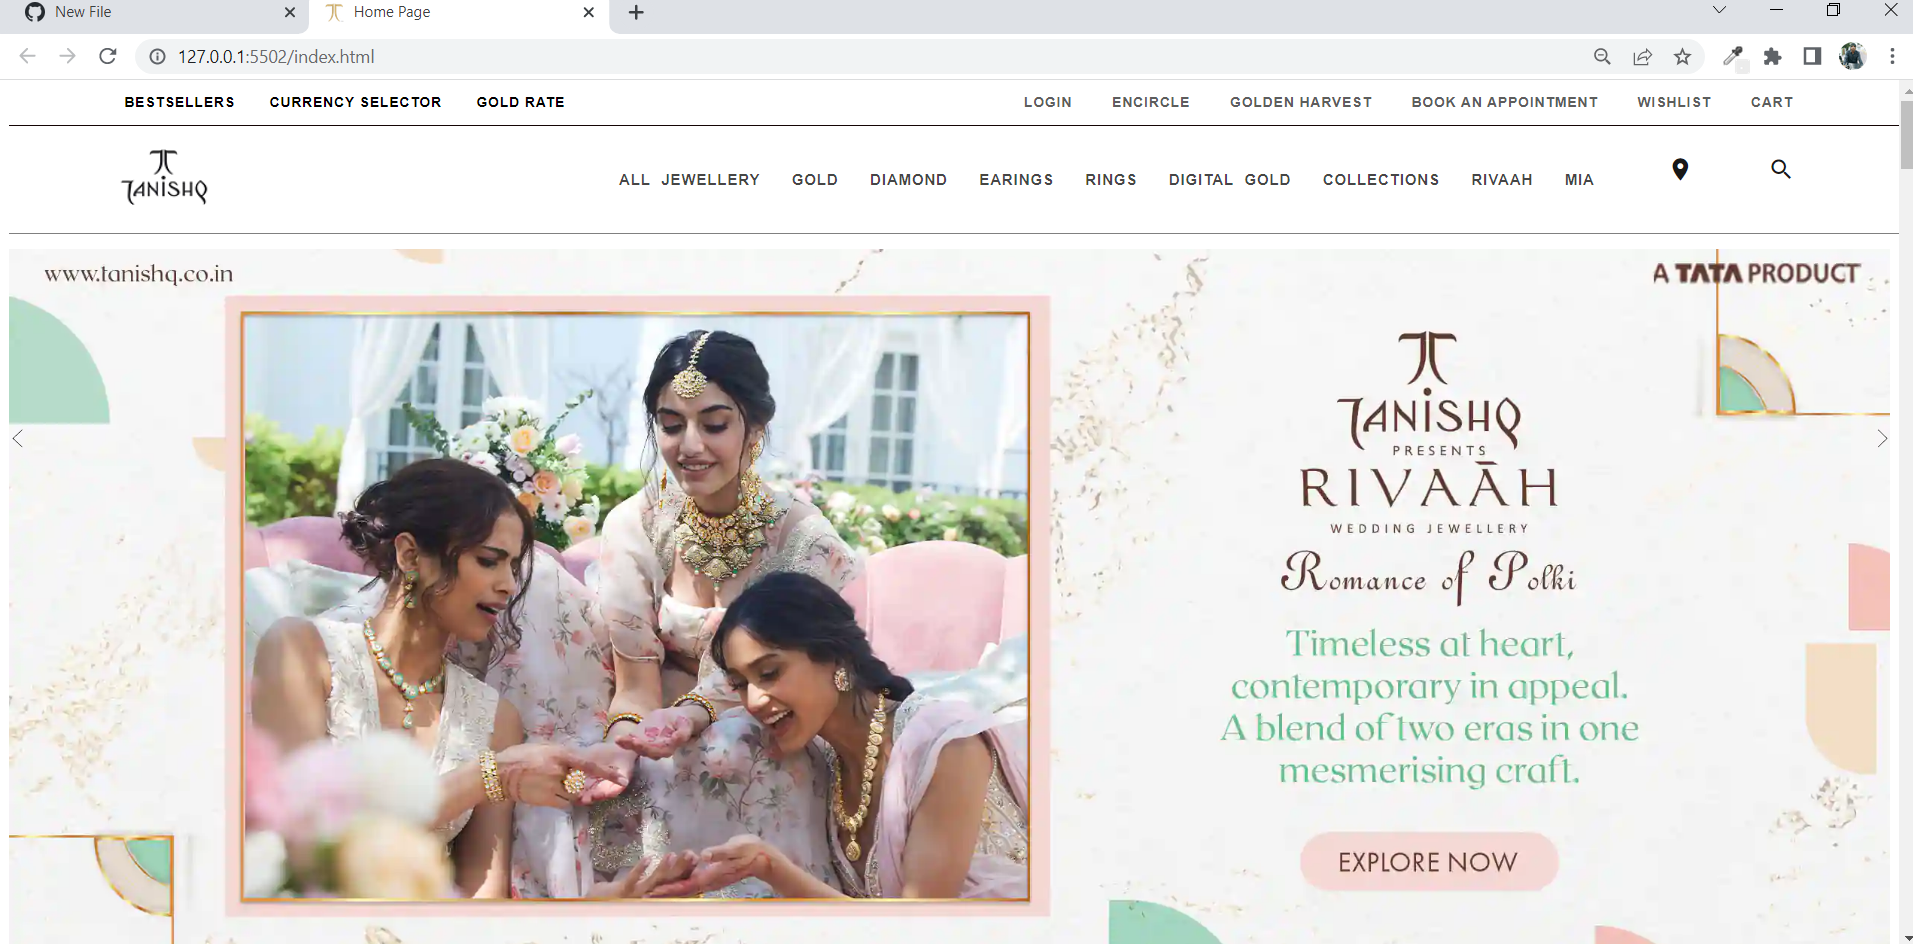 New File
Home Page
127.0.0.1:5502/index.html
BESTSELLERS CURRENCY SELECTOR GOLD RATE LOGIN ENCIRCLE GOLDEN HARVEST BOOK AN APPOINTMENT WISHLIST CART
TANiSHQ
ALL JEWELLERY GOLD DIAMOND EARINGS RINGS DIGITAL GOLD COLLECTIONS RIVAAH MIA
www.tanishq.co.in
A TATA PRODUCT
TANiSHQ
PRESENTS
RIVAĀH
WEDDING JEWELLERY
Romance of Polki
Timeless at heart,
contemporary in appeal.
A blend of two eras in one
mesmerising craft.
EXPLORE NOW